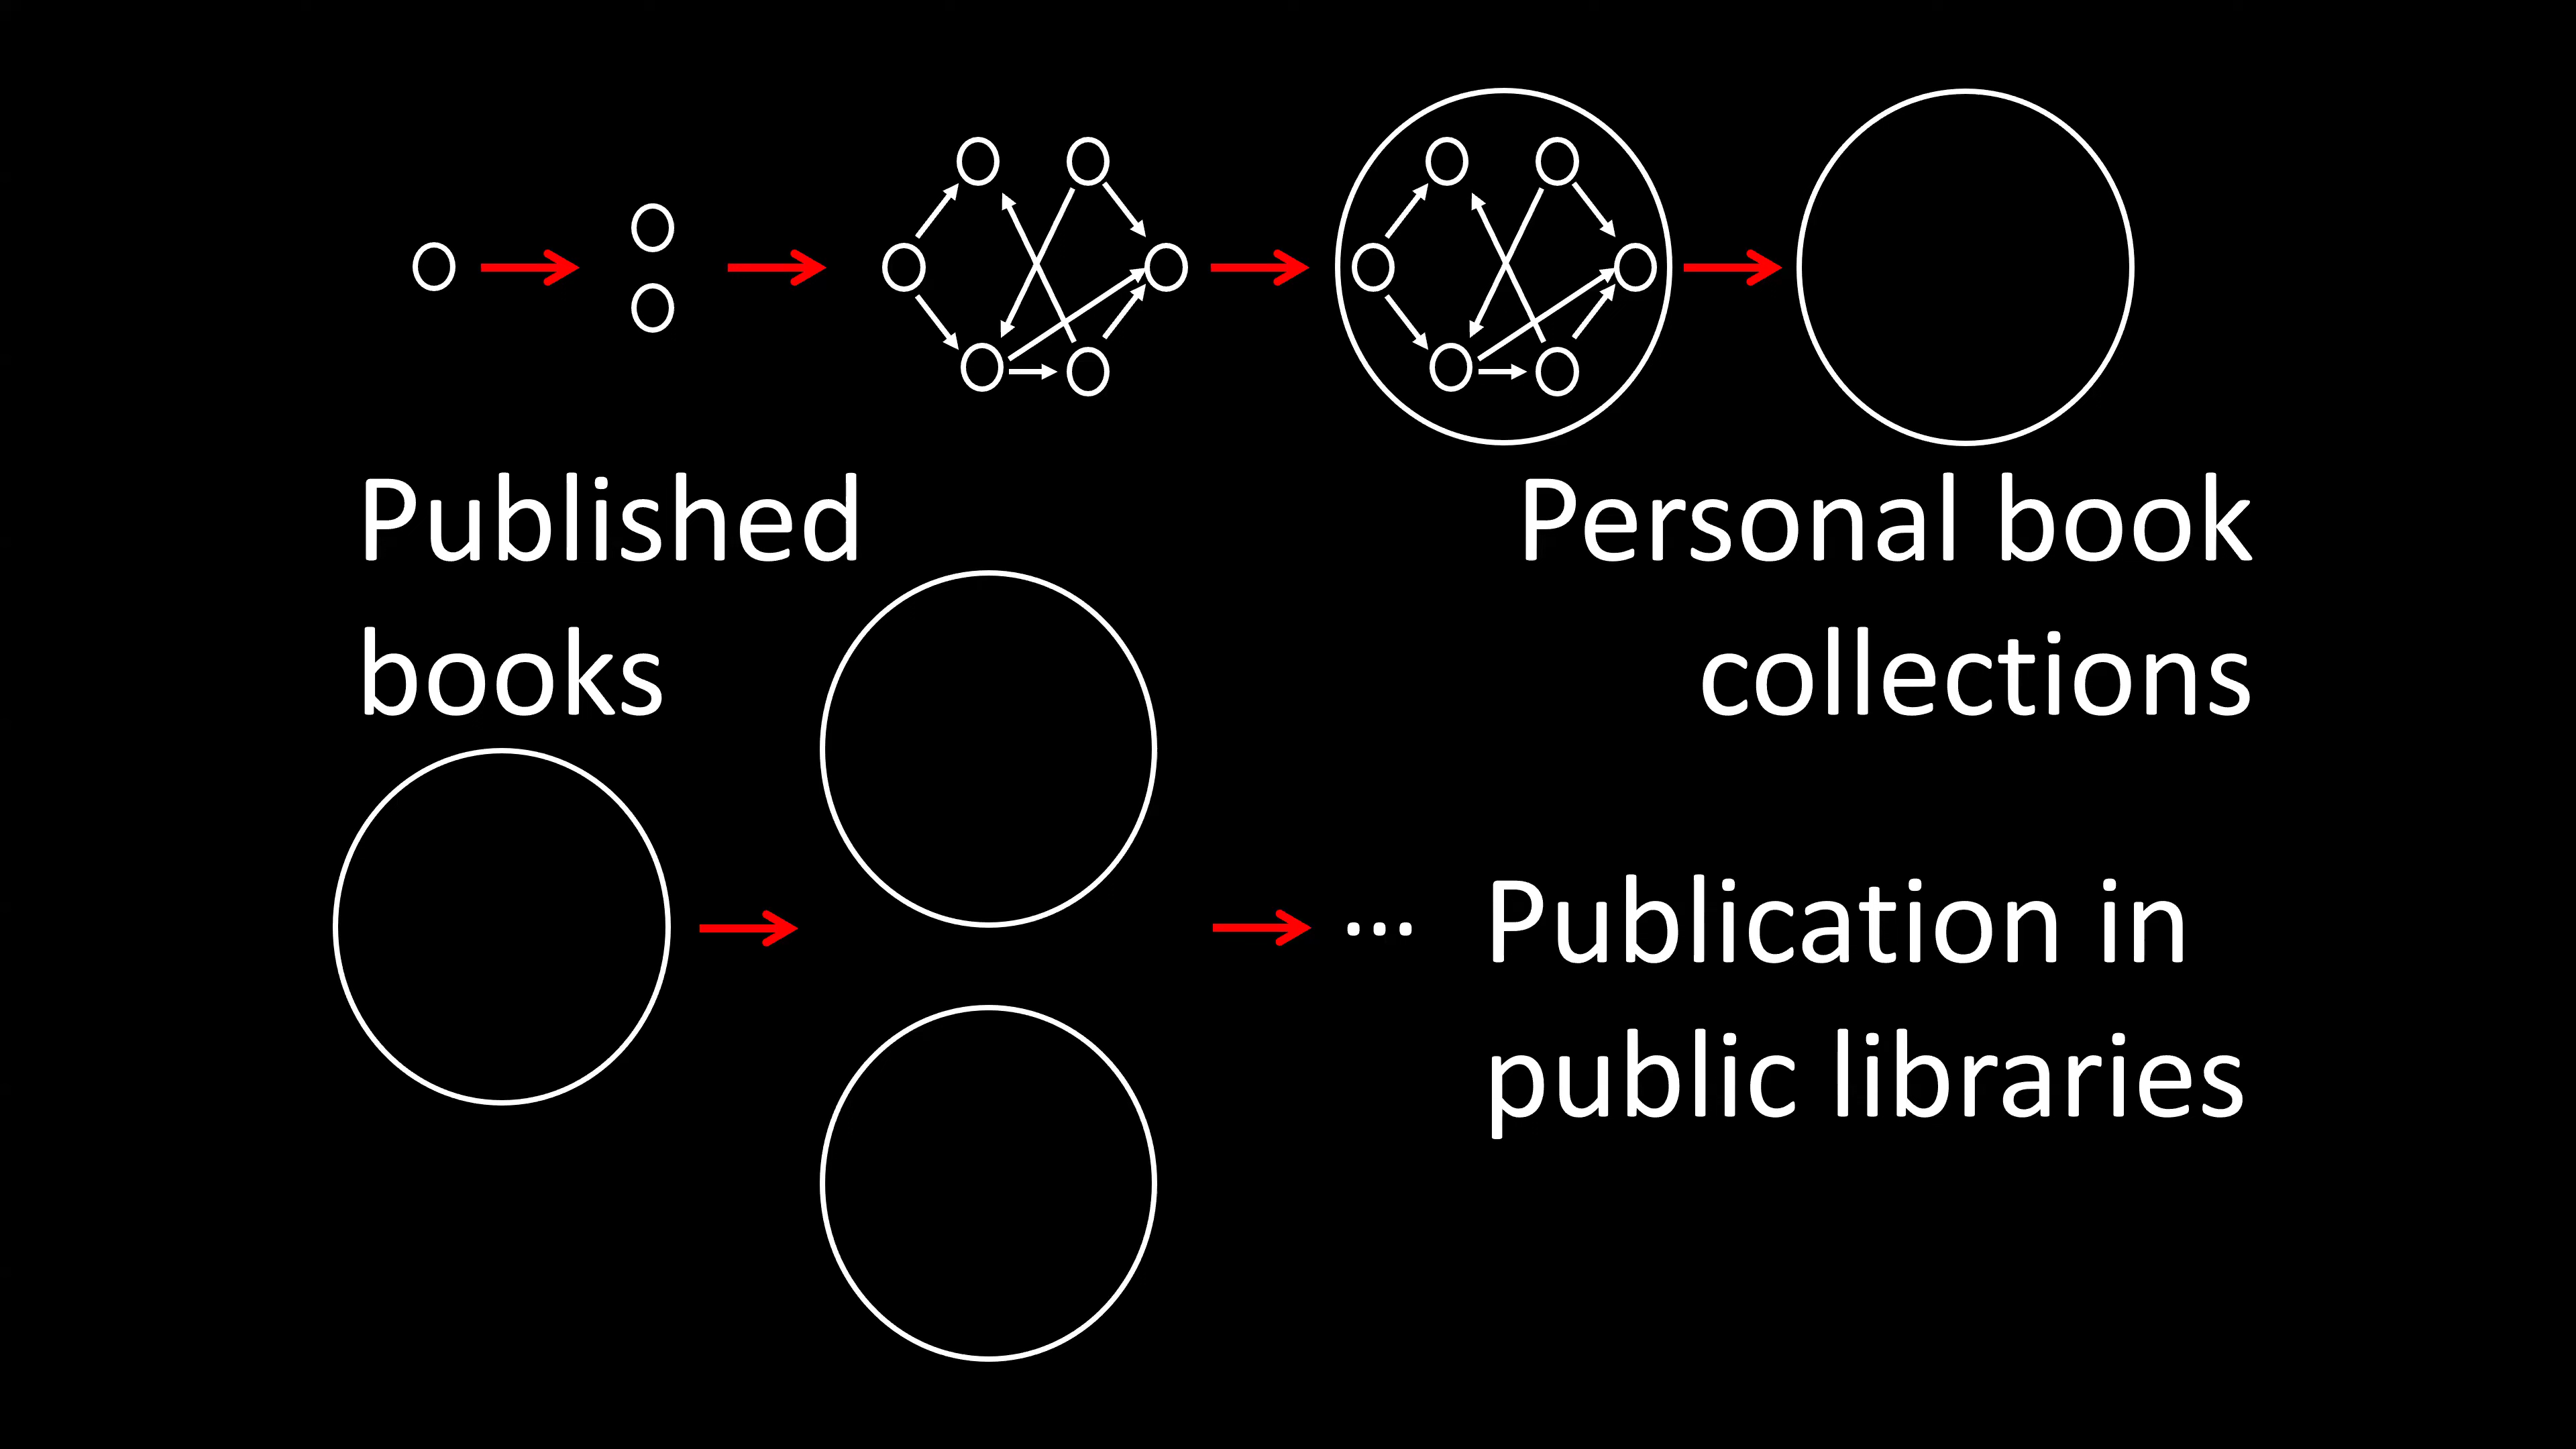 Published
books
Personal book
collections
... Publication in
public libraries